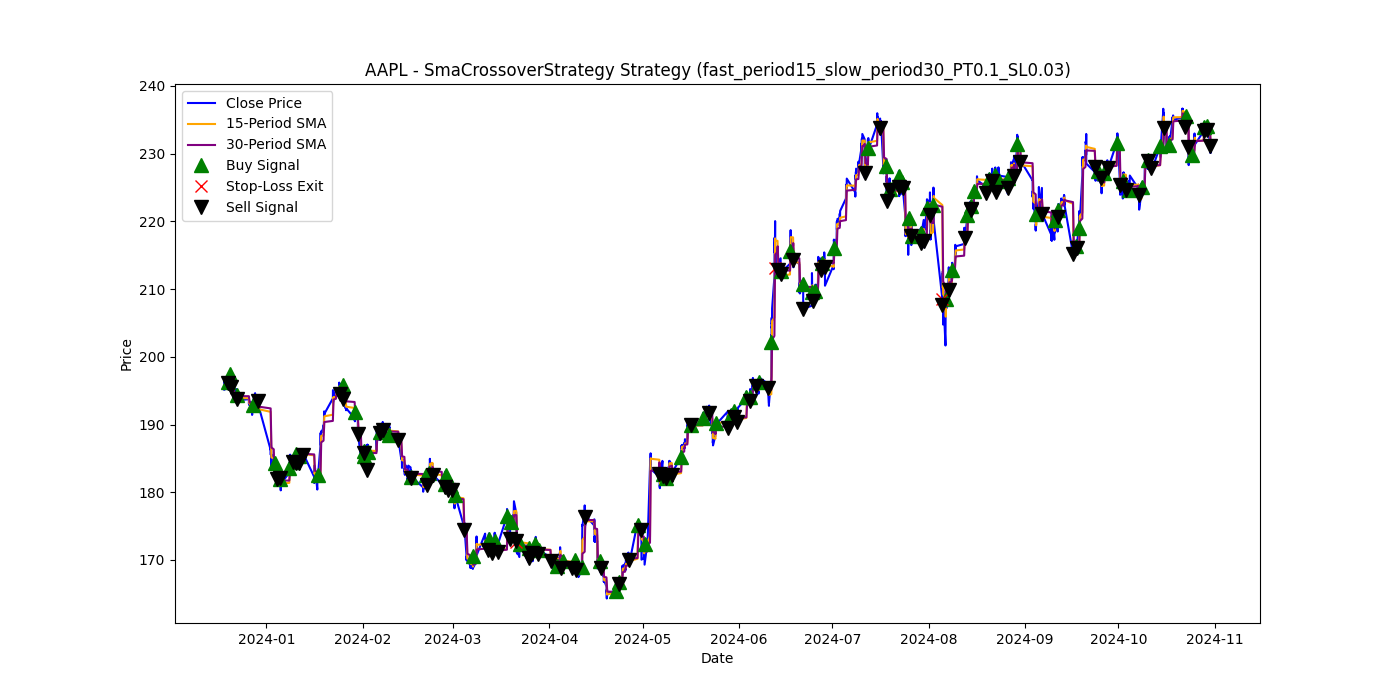 AAPL - SmaCrossoverStrategy Strategy (fast_period15_slow_period30_PT0.1_SL0.03)
Close Price
15-Period SMA
30-Period SMA
Buy Signal
Stop-Loss Exit
Sell Signal
Price
240
230
220
210
200
190
180
170
2024-01 2024-02 2024-03 2024-04 2024-05 2024-06 2024-07 2024-08 2024-09 2024-10 2024-11
Date